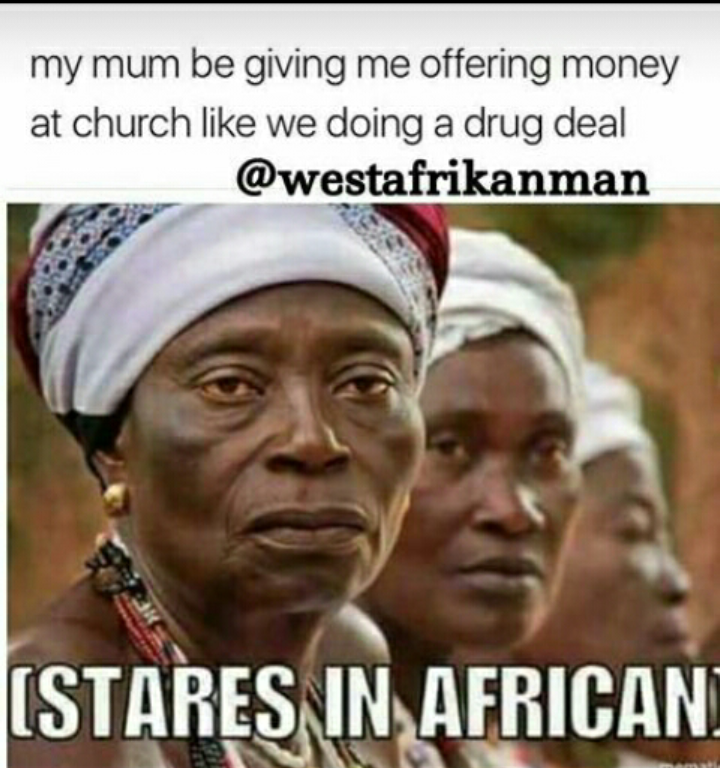 my mum be giving me offering money
at church like we doing a drug deal
@westafrikanman
[STARES IN AFRICAN]